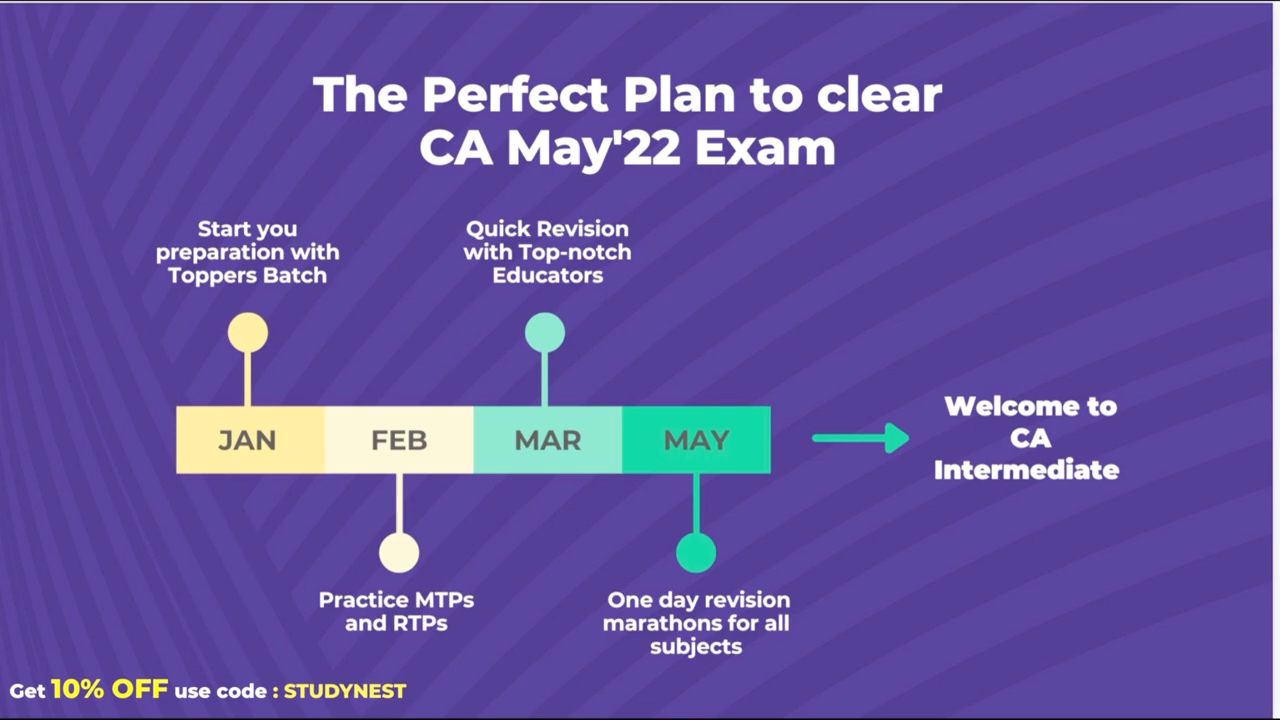 The Perfect Plan to clear
CA May'22 Exam
Start you
preparation with
Toppers Batch
Quick Revision
with Top-notch
Educators
JAN
FEB
MAR
MAY
Welcome to
CA
Intermediate
Practice MTPs
and RTPs
One day revision
marathons for all
subjects
Get 10% OFF use code : STUDYNEST